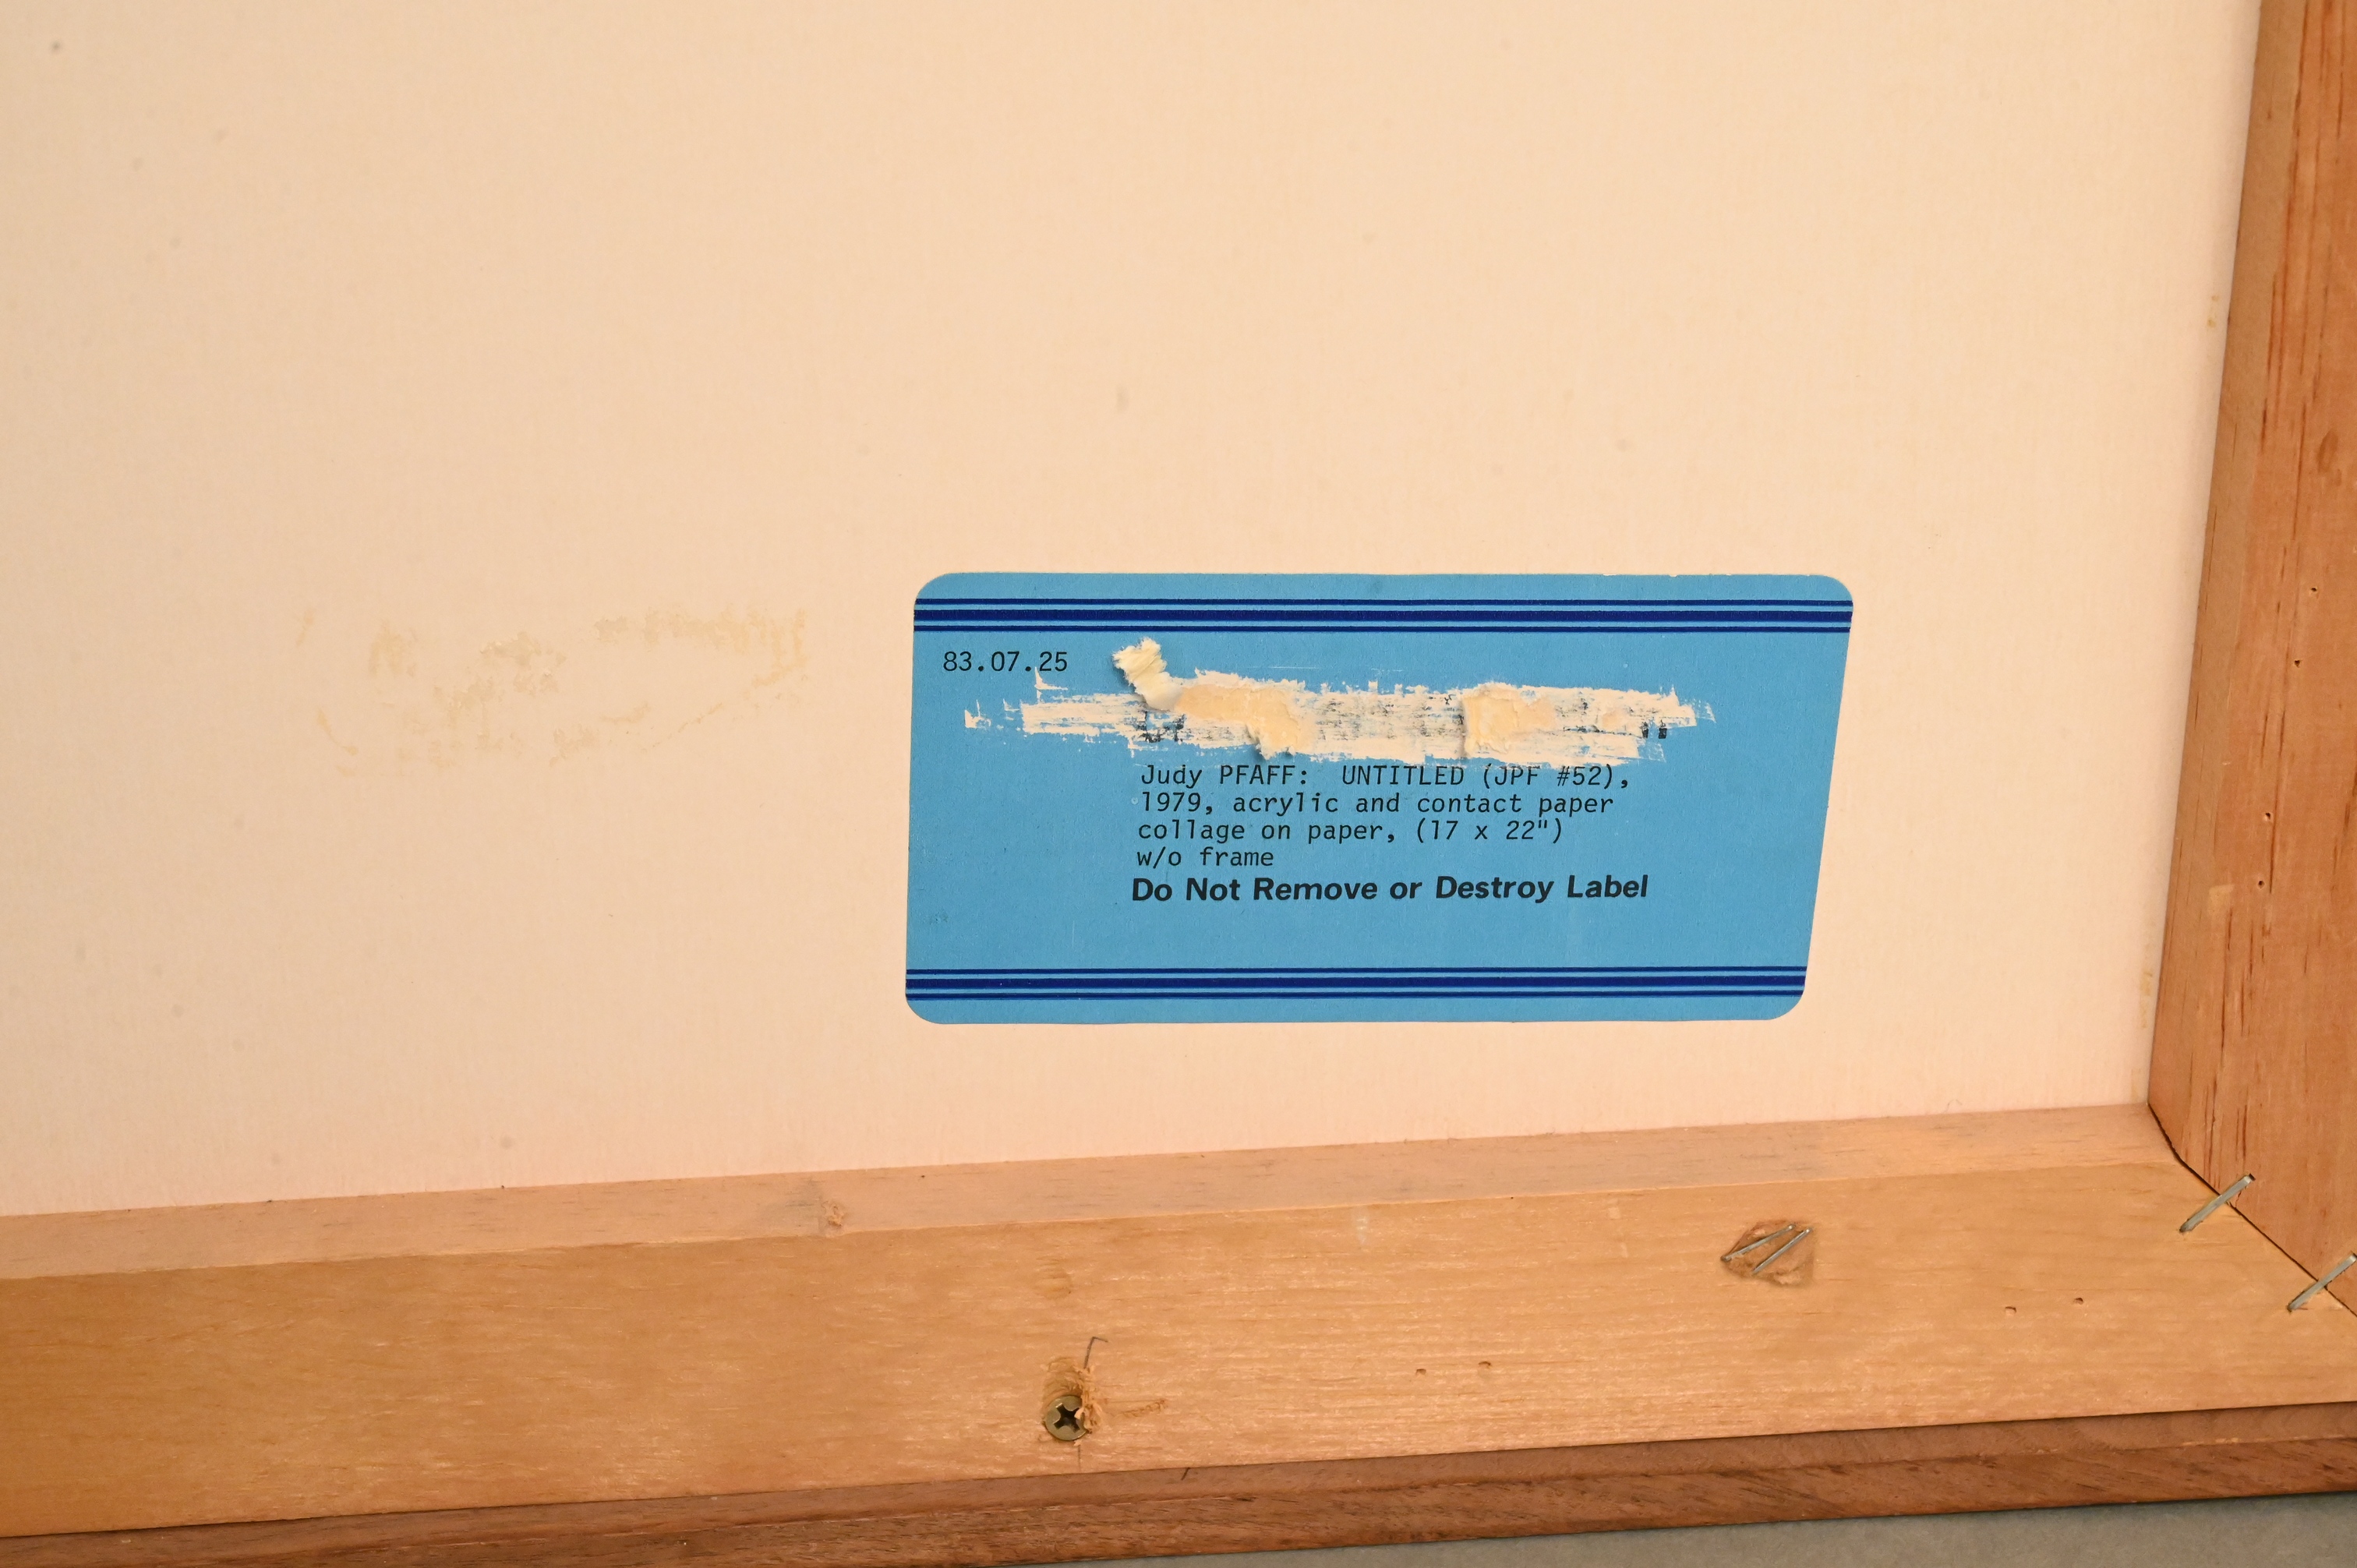 83.07.25
Judy PFAFF:  UNTITLED (JPF #52),
1979, acrylic and contact paper
collage on paper, (17 x 22")
w/o frame
Do Not Remove or Destroy Label